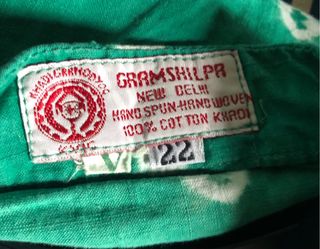 GRAMSHILPA
NEW DELHI
HAND SPUN-HAND WOVEN
100% COTTON KHADI
22